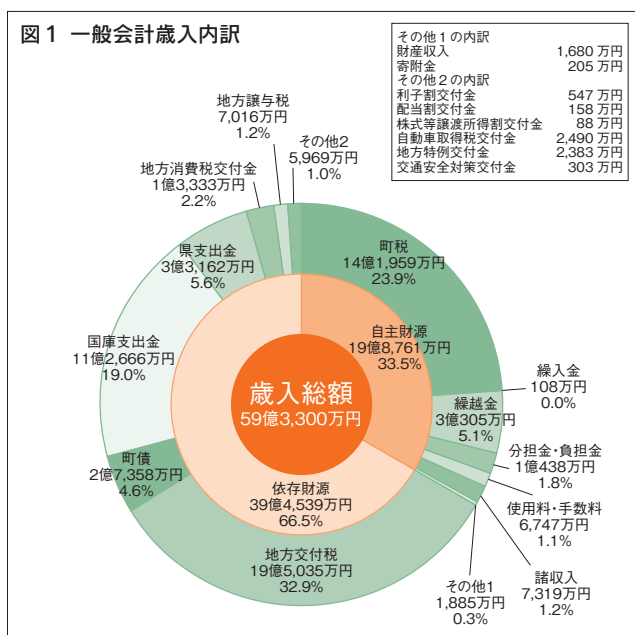 図1 一般会計歳入内訳
その他1の内訳
財産収入 1,680 万円
寄附金 205 万円
その他2の内訳
利子割交付金 547 万円
配当割交付金 158 万円
株式等譲渡所得割交付金 88 万円
自動車取得税交付金 2,490 万円
地方特例交付金 2,383 万円
交通安全対策交付金 303 万円
地方譲与税
7,016万円
1.2%
その他2
5,969万円
1.0%
地方消費税交付金
1億3,333万円
2.2%
県支出金
3億3,162万円
5.6%
国庫支出金
11億2,666万円
19.0%
町債
2億7,358万円
4.6%
地方交付税
19億5,035万円
32.9%
依存財源
39億4,539万円
66.5%
歳入総額
59億3,300万円
自主財源
19億8,761万円
33.5%
町税
14億1,959万円
23.9%
繰入金
108万円
0.0%
繰越金
3億305万円
5.1%
分担金・負担金
1億438万円
1.8%
使用料・手数料
6,747万円
1.1%
諸収入
7,319万円
1.2%
その他1
1,885万円
0.3%